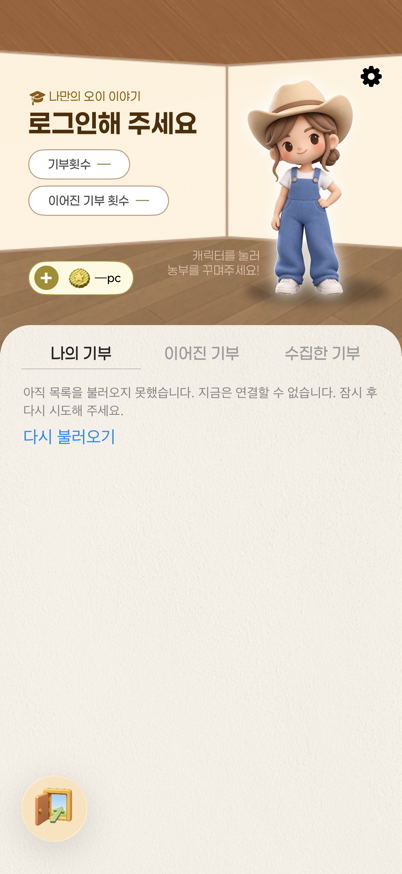 나만의 오이 이야기
로그인해 주세요
기부횟수 —
이어진 기부 횟수 —
—pc
캐릭터를 눌러
농부를 꾸며주세요!
나의 기부 이어진 기부 수집한 기부
아직 목록을 불러오지 못했습니다. 지금은 연결할 수 없습니다. 잠시 후
다시 시도해 주세요.
다시 불러오기